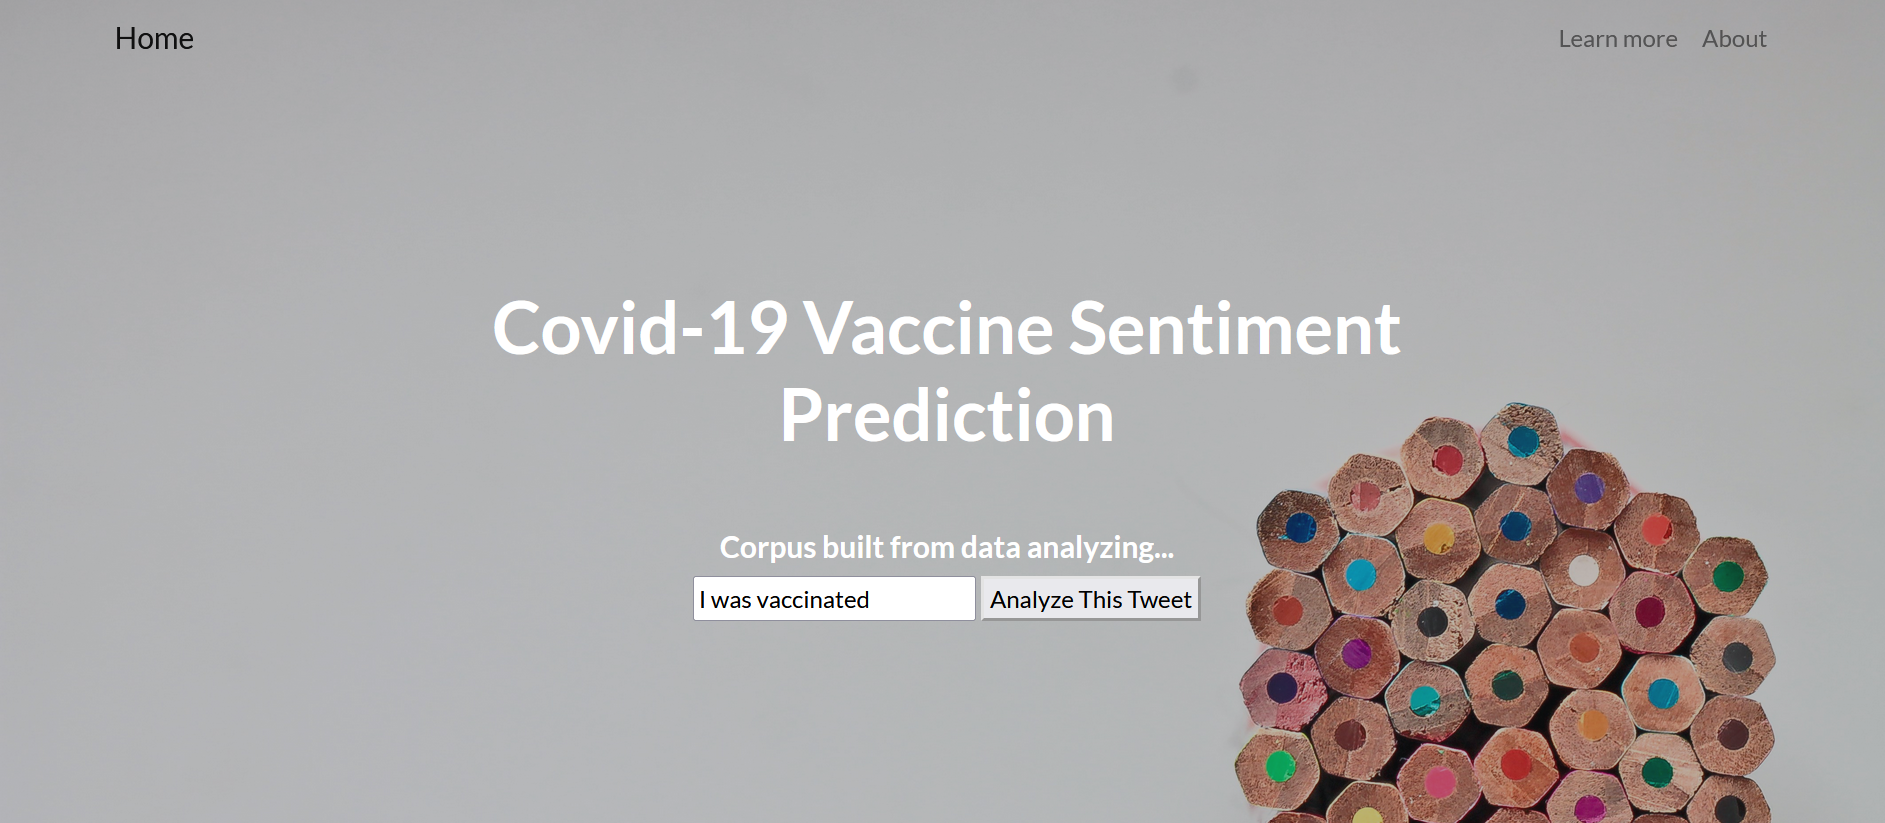 Home
Learn more
About
Covid-19 Vaccine Sentiment
Prediction
Corpus built from data analyzing...
I was vaccinated
Analyze This Tweet